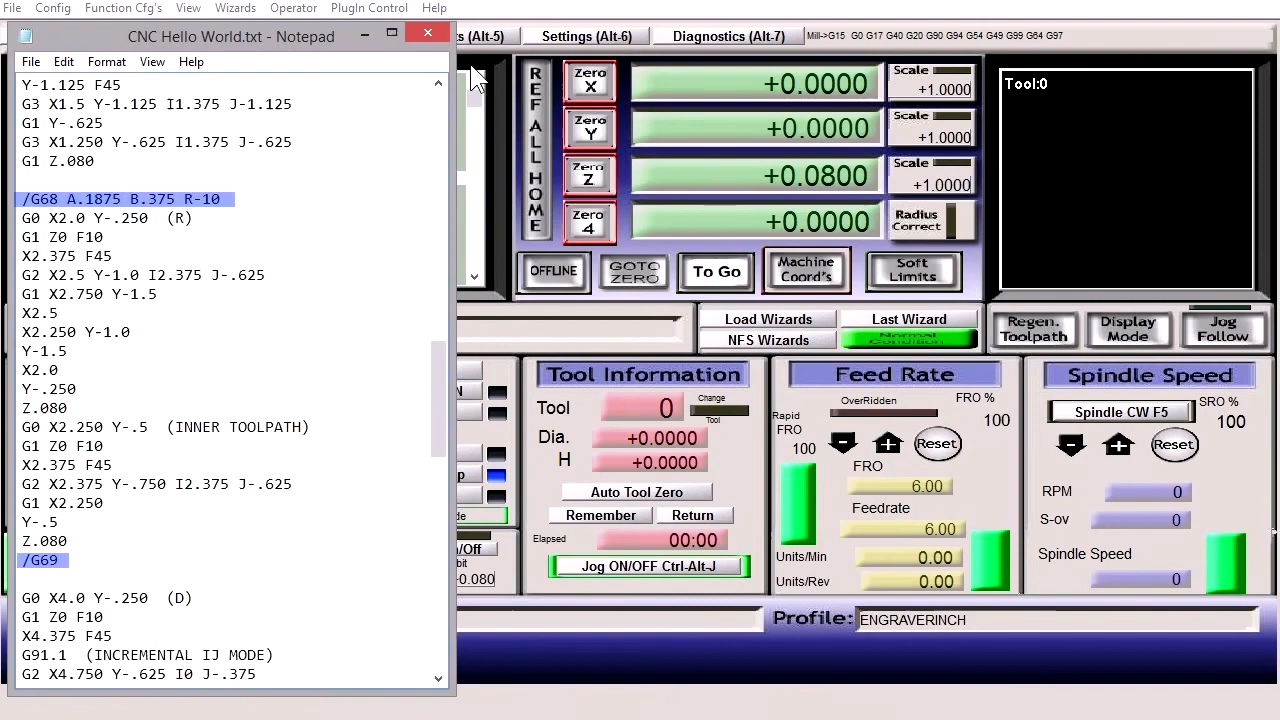 File Config Function Cfg's View Wizards Operator PlugIn Control Help
CNC Hello World.txt - Notepad
File Edit Format View Help
Y-1.125 F45
G3 X1.5 Y-1.125 I1.375 J-1.125
G1 Y-.625
G3 X1.250 Y-.625 I1.375 J-.625
G1 Z.080
/G68 A.1875 B.375 R-10
G0 X2.0 Y-.250 (R)
G1 Z0 F10
X2.375 F45
G2 X2.5 Y-1.0 I2.375 J-.625
G1 X2.750 Y-1.5
X2.5
X2.250 Y-1.0
Y-1.5
X2.0
Y-.250
Z.080
G0 X2.250 Y-.5 (INNER TOOLPATH)
G1 Z0 F10
X2.375 F45
G2 X2.375 Y-.750 I2.375 J-.625
G1 X2.250
Y-.5
Z.080
/G69
G0 X4.0 Y-.250 (D)
G1 Z0 F10
X4.375 F45
G91.1 (INCREMENTAL IJ MODE)
G2 X4.750 Y-.625 I0 J-.375
(Alt-5) Settings (Alt-6) Diagnostics (Alt-7) Mill->G15 G0 G17 G40 G20 G90 G94 G54 G49 G99 G64 G97
REF ALL HOME
Zero X +0.0000 Scale +1.0000
Zero Y +0.0000 Scale +1.0000
Zero Z +0.0800 Scale +1.0000
Zero 4 +0.0000 Radius Correct
OFFLINE GOTO ZERO To Go Machine Coord's Soft Limits
Tool:0
Load Wizards Last Wizard
NFS Wizards Normal Condition
Regen. Toolpath Display Mode Jog Follow
Tool Information
Tool 0 Change Tool
Dia. +0.0000
H +0.0000
Auto Tool Zero
Remember Return
Elapsed 00:00
Jog ON/OFF Ctrl-Alt-J
Feed Rate
OverRidden FRO % 100
Rapid FRO 100
Reset
FRO
6.00
Feedrate
6.00
Units/Min 0.00
Units/Rev 0.00
Spindle Speed
Spindle CW F5 SRO % 100
Reset
RPM 0
S-ov 0
Spindle Speed
0
/Off
-0.080
Profile: ENGRAVERINCH